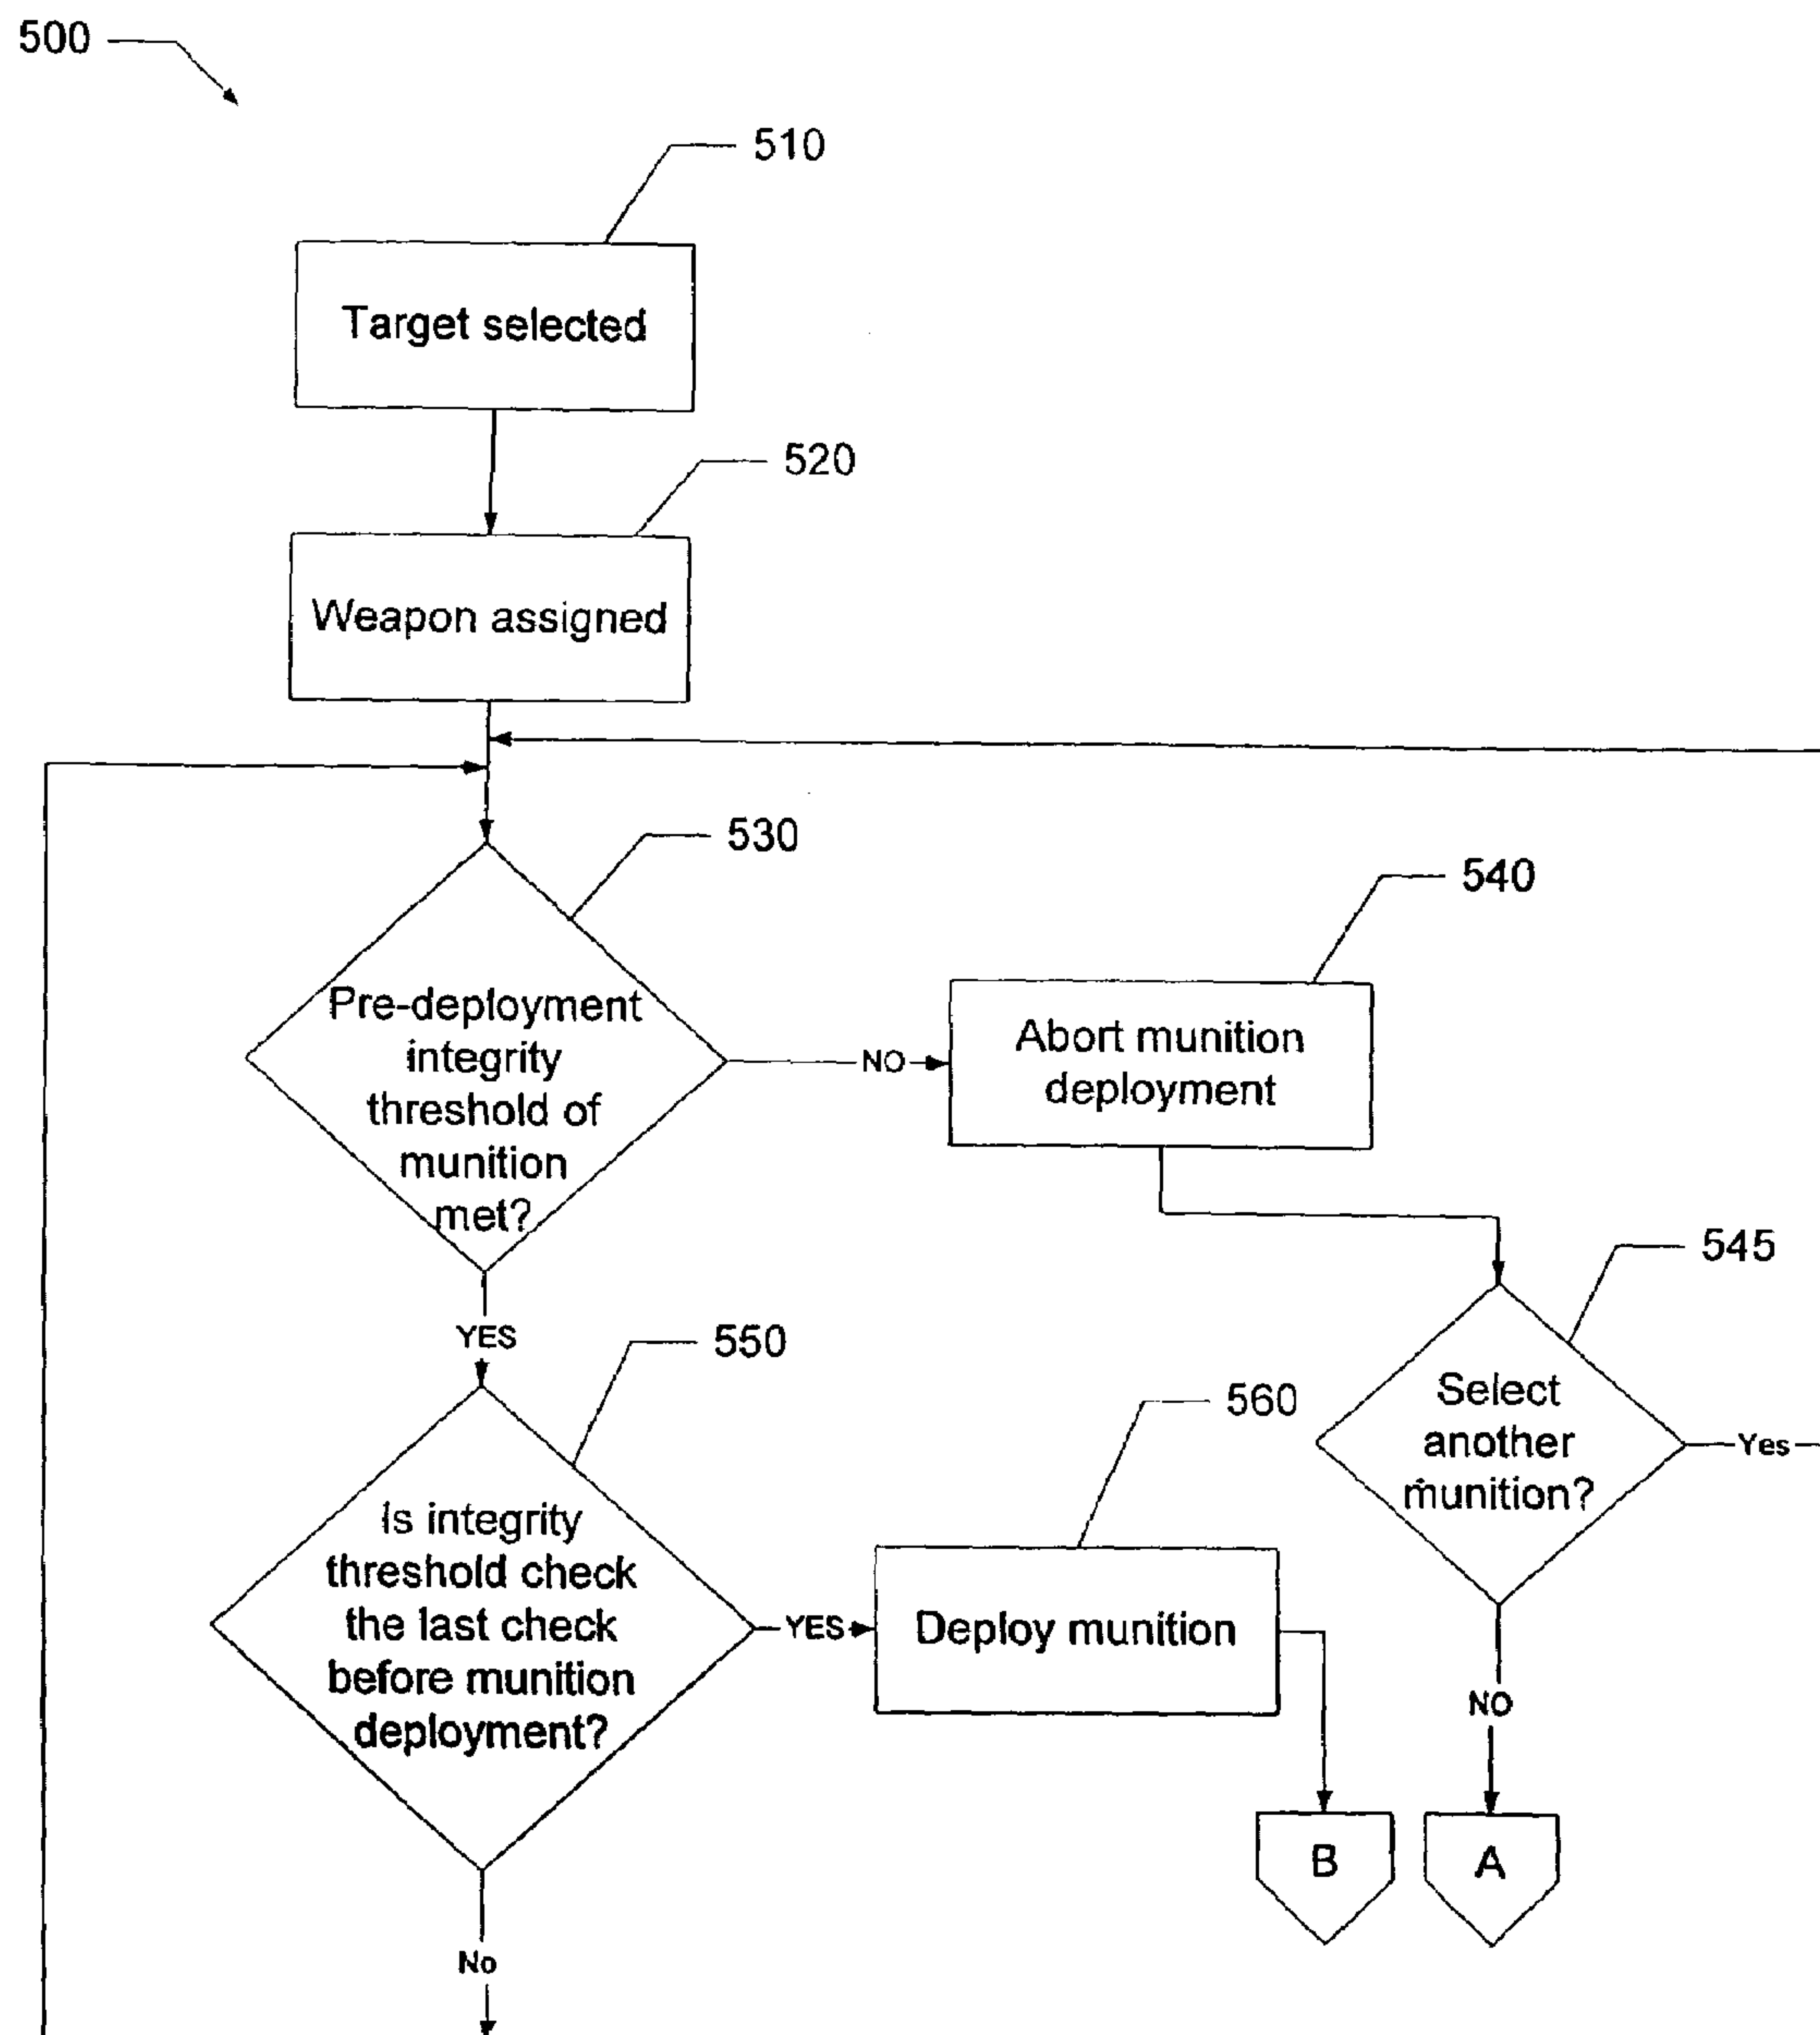 500
510
Target selected
520
Weapon assigned
530
Pre-deployment
integrity
threshold of
munition
met?
NO
540
Abort munition
deployment
545
Select
another
munition?
Yes
YES
550
Is integrity
threshold check
the last check
before munition
deployment?
YES
560
Deploy munition
NO
B
A
No